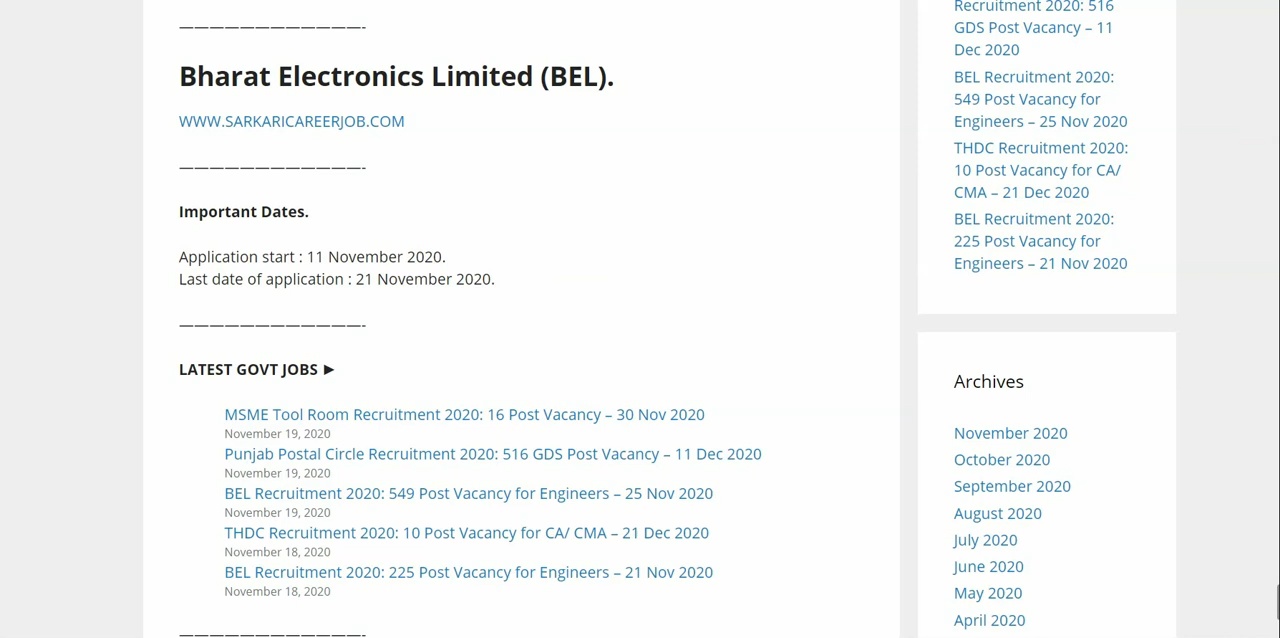 ————————————-
Bharat Electronics Limited (BEL).
WWW.SARKARICAREERJOB.COM
————————————-
Important Dates.
Application start : 11 November 2020.
Last date of application : 21 November 2020.
————————————-
LATEST GOVT JOBS ►
MSME Tool Room Recruitment 2020: 16 Post Vacancy – 30 Nov 2020
November 19, 2020
Punjab Postal Circle Recruitment 2020: 516 GDS Post Vacancy – 11 Dec 2020
November 19, 2020
BEL Recruitment 2020: 549 Post Vacancy for Engineers – 25 Nov 2020
November 19, 2020
THDC Recruitment 2020: 10 Post Vacancy for CA/ CMA – 21 Dec 2020
November 18, 2020
BEL Recruitment 2020: 225 Post Vacancy for Engineers – 21 Nov 2020
November 18, 2020
————————————-
Recruitment 2020: 516
GDS Post Vacancy – 11
Dec 2020
BEL Recruitment 2020:
549 Post Vacancy for
Engineers – 25 Nov 2020
THDC Recruitment 2020:
10 Post Vacancy for CA/
CMA – 21 Dec 2020
BEL Recruitment 2020:
225 Post Vacancy for
Engineers – 21 Nov 2020
Archives
November 2020
October 2020
September 2020
August 2020
July 2020
June 2020
May 2020
April 2020